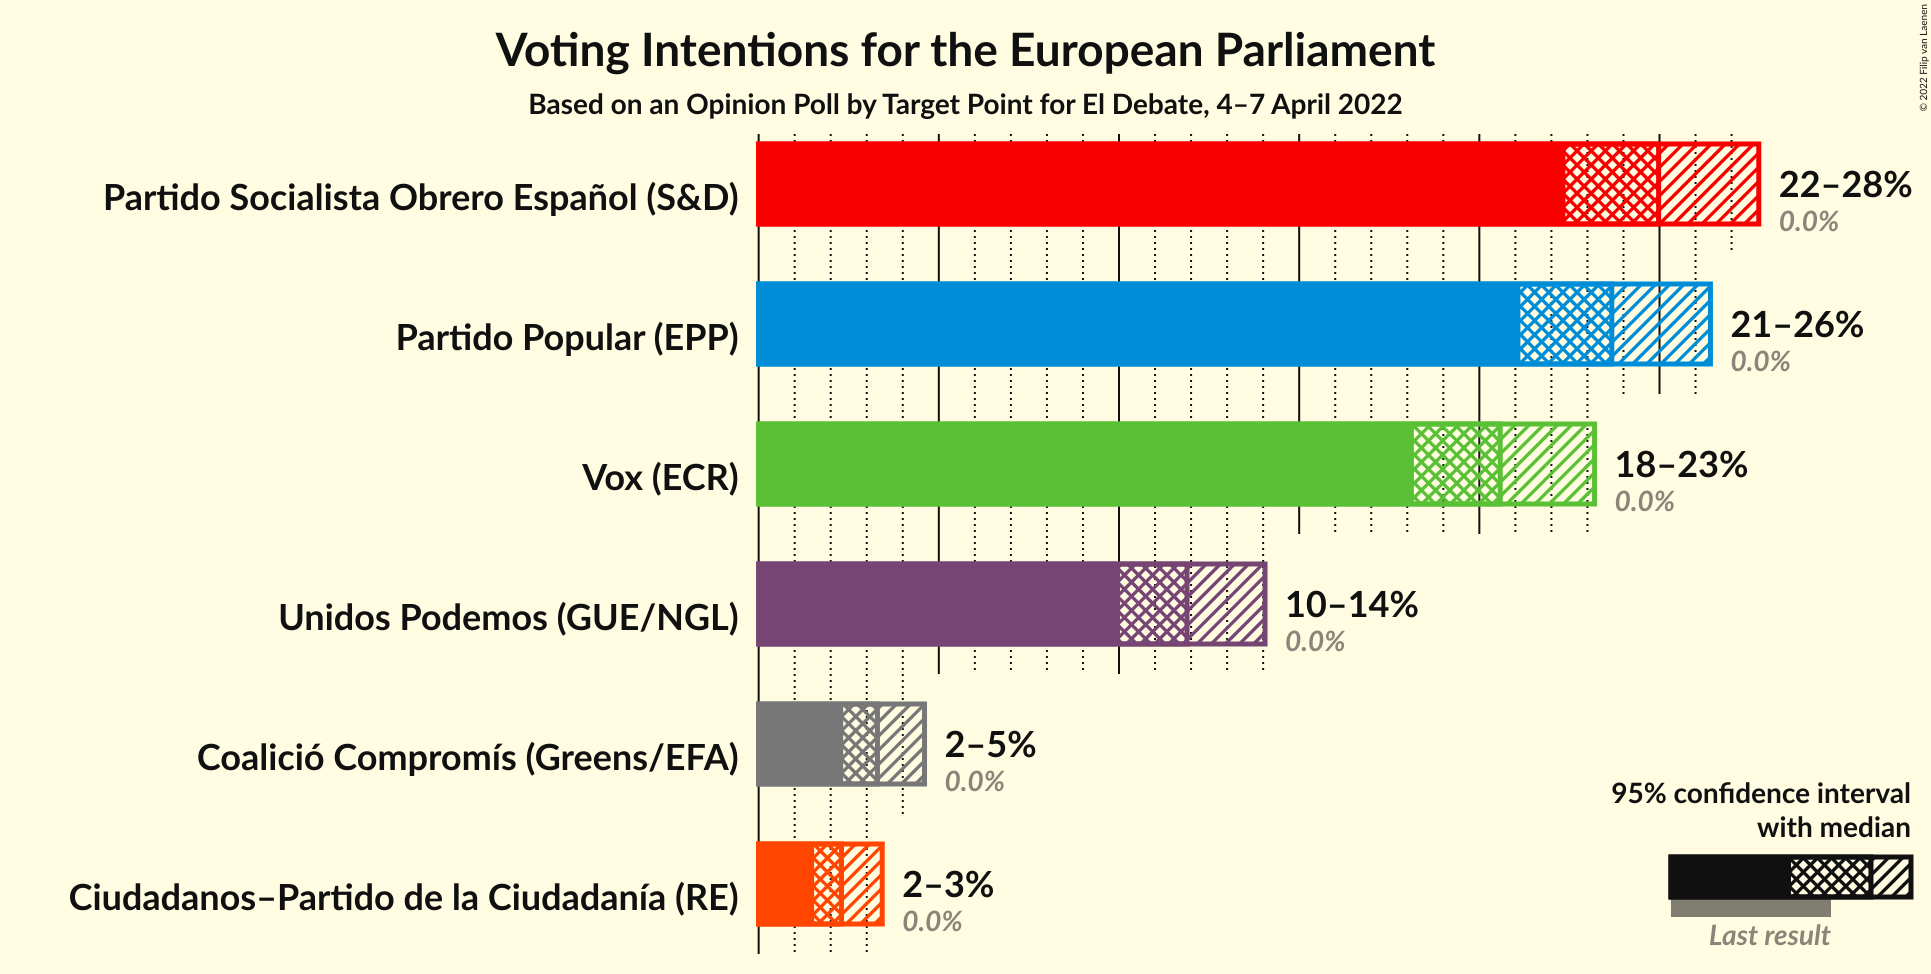 Voting Intentions for the European Parliament
Based on an Opinion Poll by Target Point for El Debate, 4–7 April 2022
© 2022 Filip van Laenen
Partido Socialista Obrero Español (S&D)
22–28%
0.0%
Partido Popular (EPP)
21–26%
0.0%
Vox (ECR)
18–23%
0.0%
Unidos Podemos (GUE/NGL)
10–14%
0.0%
Coalició Compromís (Greens/EFA)
2–5%
0.0%
Ciudadanos–Partido de la Ciudadanía (RE)
2–3%
0.0%
95% confidence interval
with median
Last result